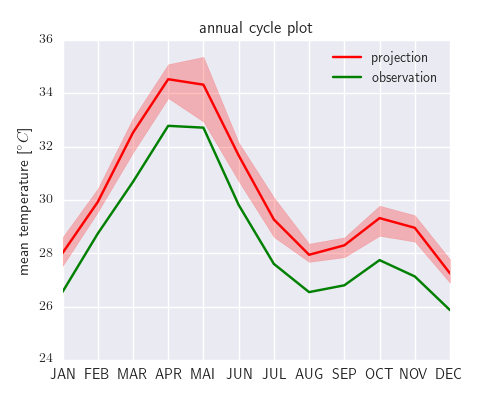 annual cycle plot
projection
observation
mean temperature [°C]
36
34
32
30
28
26
24
JAN FEB MAR APR MAI JUN JUL AUG SEP OCT NOV DEC